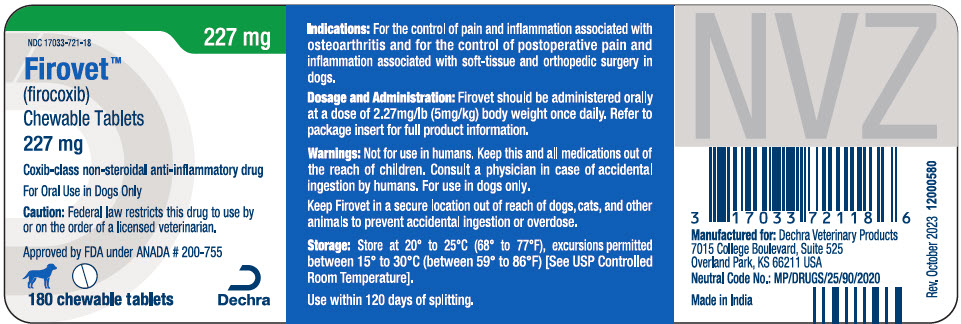 227 mg
NDC 17033-721-18
Firovet™
(firocoxib)
Chewable Tablets
227 mg
Coxib-class non-steroidal anti-inflammatory drug
For Oral Use in Dogs Only
Caution: Federal law restricts this drug to use by
or on the order of a licensed veterinarian.
Approved by FDA under ANADA # 200-755
180 chewable tablets
Dechra
Indications: For the control of pain and inflammation associated with
osteoarthritis and for the control of postoperative pain and
inflammation associated with soft-tissue and orthopedic surgery in
dogs.
Dosage and Administration: Firovet should be administered orally
at a dose of 2.27mg/lb (5mg/kg) body weight once daily. Refer to
package insert for full product information.
Warnings: Not for use in humans. Keep this and all medications out of
the reach of children. Consult a physician in case of accidental
ingestion by humans. For use in dogs only.
Keep Firovet in a secure location out of reach of dogs, cats, and other
animals to prevent accidental ingestion or overdose.
Storage: Store at 20° to 25°C (68° to 77°F), excursions permitted
between 15° to 30°C (between 59° to 86°F) [See USP Controlled
Room Temperature].
Use within 120 days of splitting.
NVZ
3 17033 72118 6
Manufactured for: Dechra Veterinary Products
7015 College Boulevard, Suite 525
Overland Park, KS 66211 USA
Neutral Code No.: MP/DRUGS/25/90/2020
Made in India
Rev. October 2023 12000580